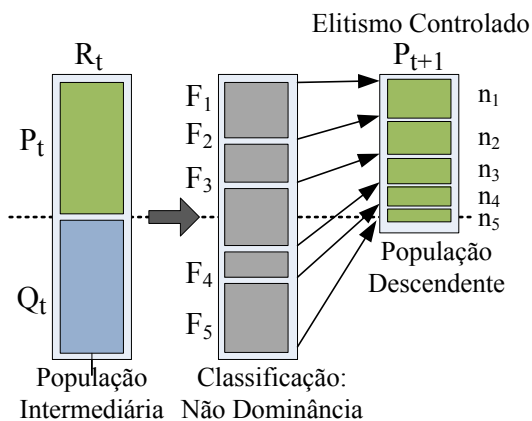 Elitismo Controlado
Rt
Pt+1
Pt
Qt
F1
F2
F3
F4
F5
n1
n2
n3
n4
n5
População
Intermediária
Classificação:
Não Dominância
População
Descendente